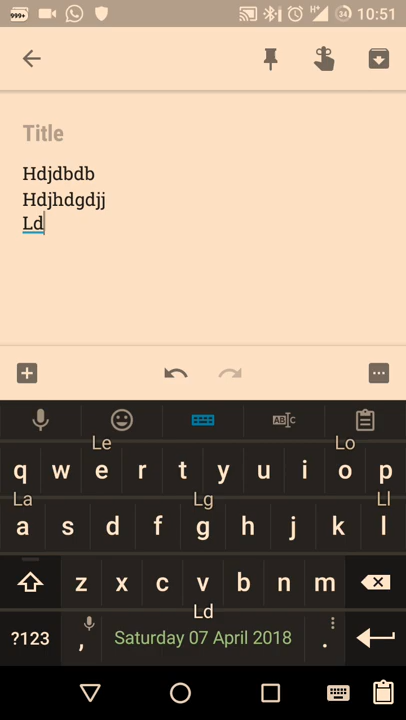 999+ H+ 34 10:51
Title
Hdjdbdb
Hdjhdgdjj
Ld
ABC
Le Lo
q w e r t y u i o p
La Lg Ll
a s d f g h j k l
z x c v b n m
Ld
?123 , Saturday 07 April 2018 .